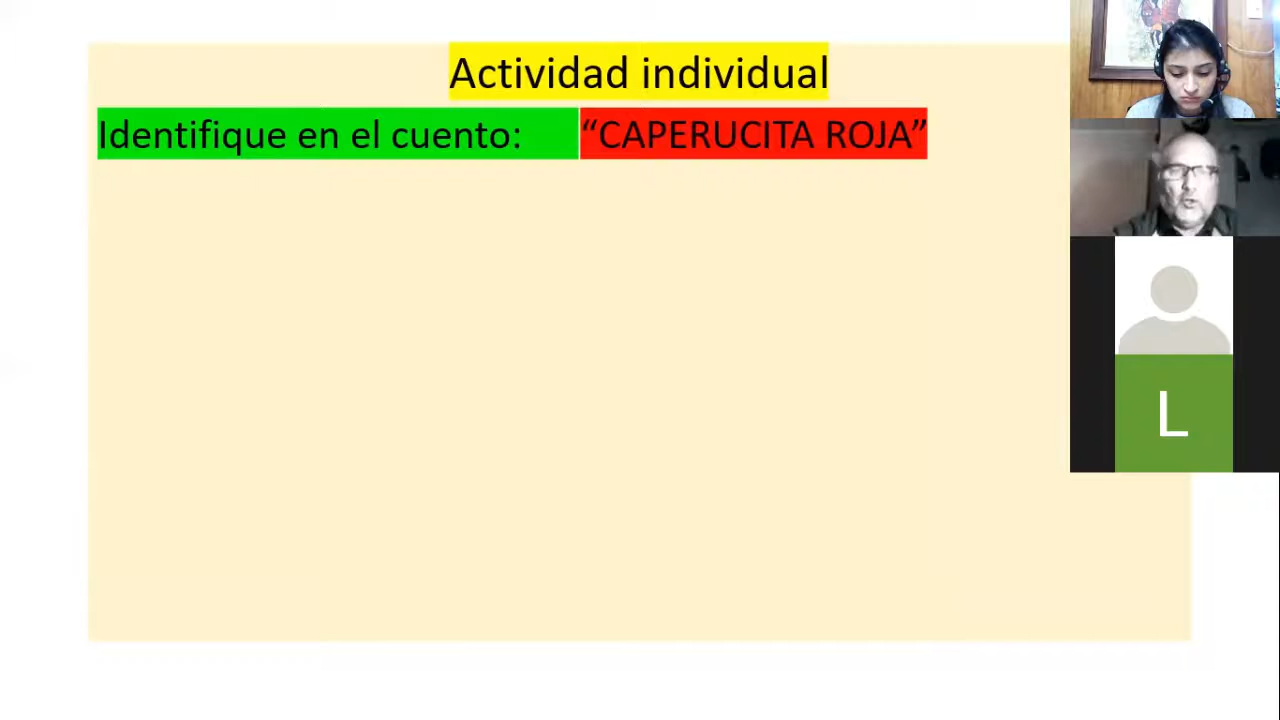 Actividad individual
Identifique en el cuento: “CAPERUCITA ROJA”
L